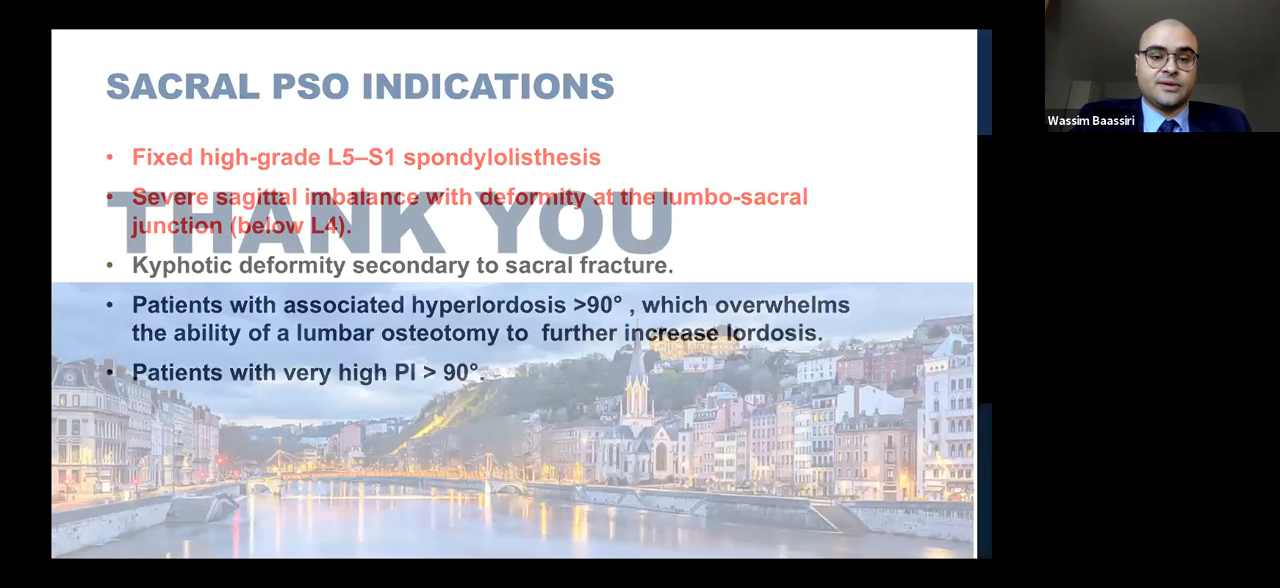 SACRAL PSO INDICATIONS
• Fixed high-grade L5–S1 spondylolisthesis
• Severe sagittal imbalance with deformity at the lumbo-sacral
junction (below L4).
THANK YOU
• Kyphotic deformity secondary to sacral fracture.
• Patients with associated hyperlordosis >90° , which overwhelms
the ability of a lumbar osteotomy to  further increase lordosis.
• Patients with very high PI > 90°.
Wassim Baassiri